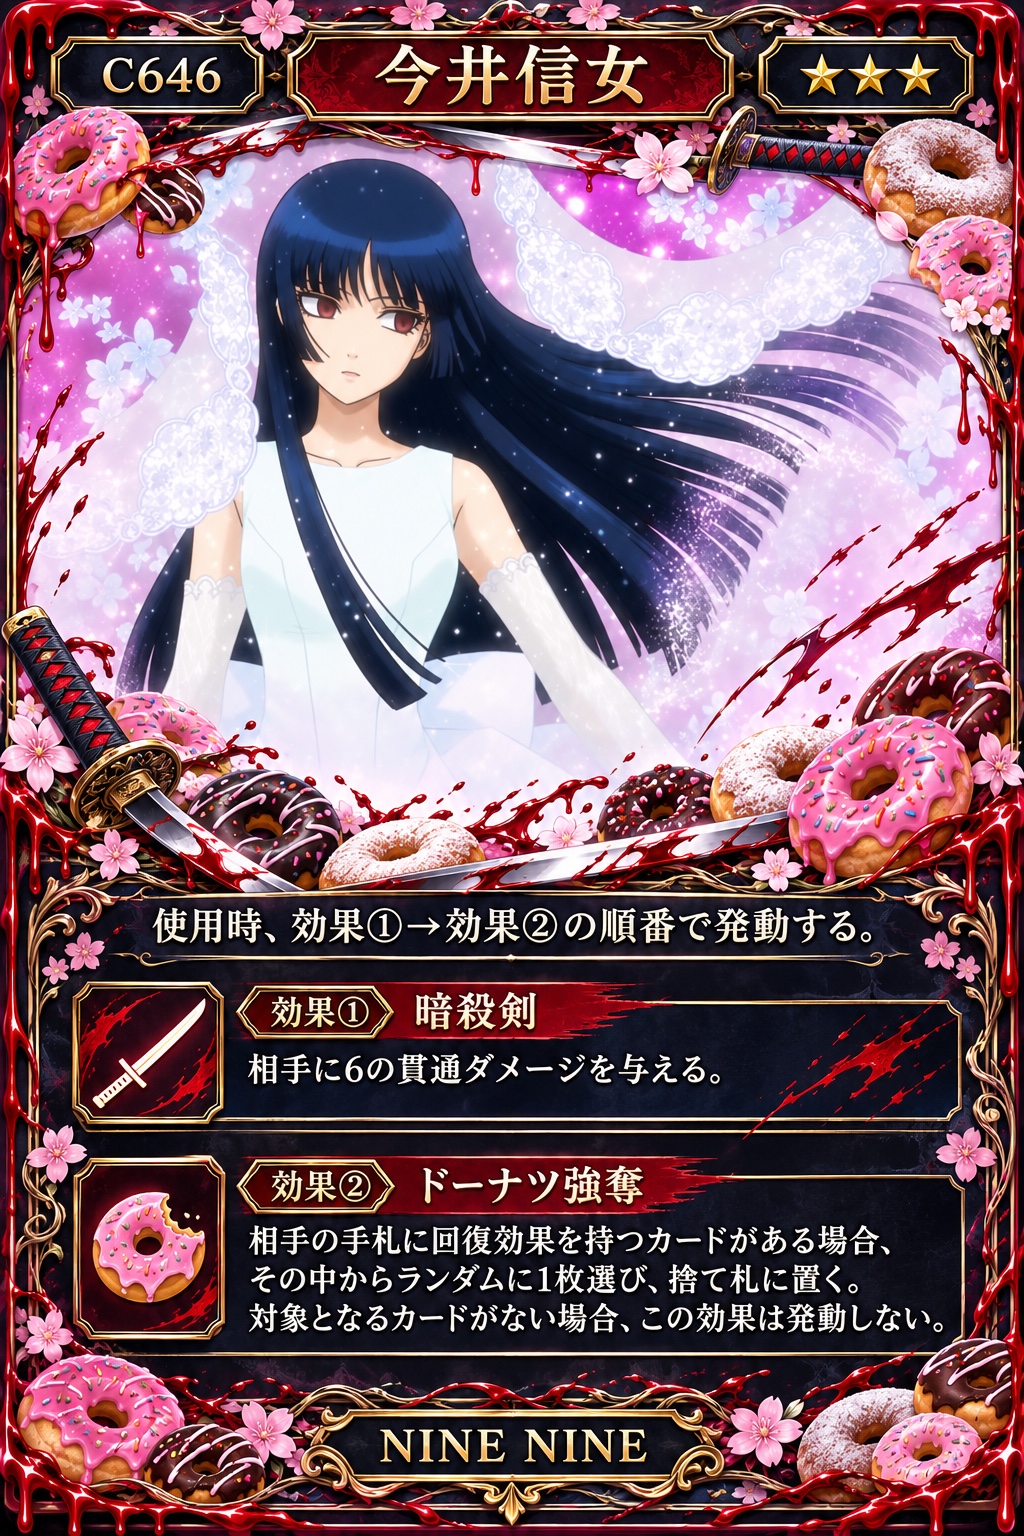 C646
今井信女
★★★
使用時、効果①→効果②の順番で発動する。
効果① 暗殺剣
相手に6の貫通ダメージを与える。
効果② ドーナツ強奪
相手の手札に回復効果を持つカードがある場合、
その中からランダムに1枚選び、捨て札に置く。
対象となるカードがない場合、この効果は発動しない。
NINE NINE